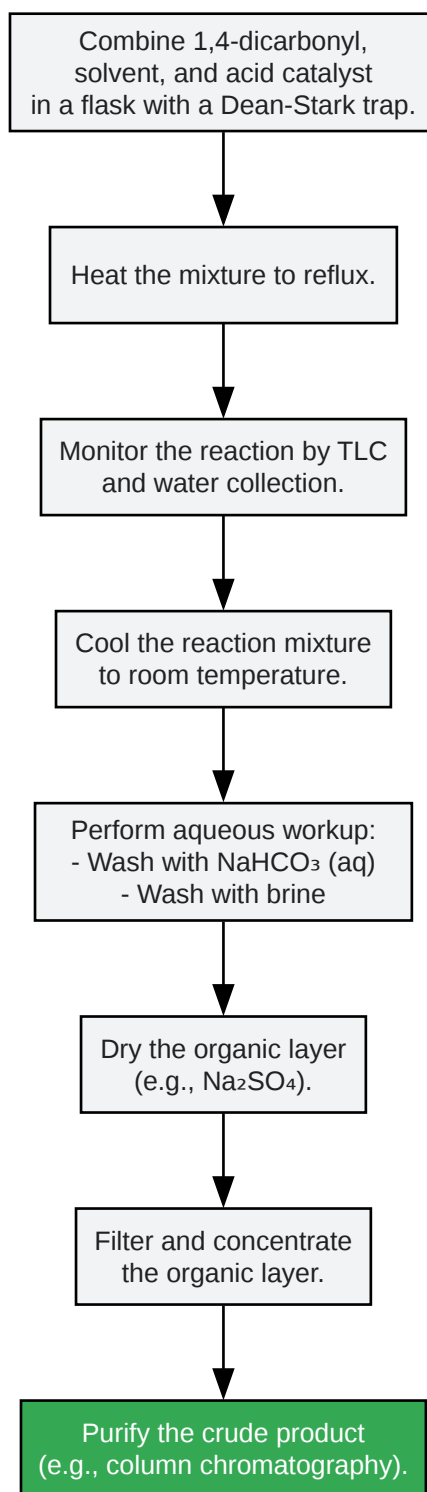 Combine 1,4-dicarbonyl,
solvent, and acid catalyst
in a flask with a Dean-Stark trap.
Heat the mixture to reflux.
Monitor the reaction by TLC
and water collection.
Cool the reaction mixture
to room temperature.
Perform aqueous workup:
- Wash with NaHCO₃ (aq)
- Wash with brine
Dry the organic layer
(e.g., Na₂SO₄).
Filter and concentrate
the organic layer.
Purify the crude product
(e.g., column chromatography).